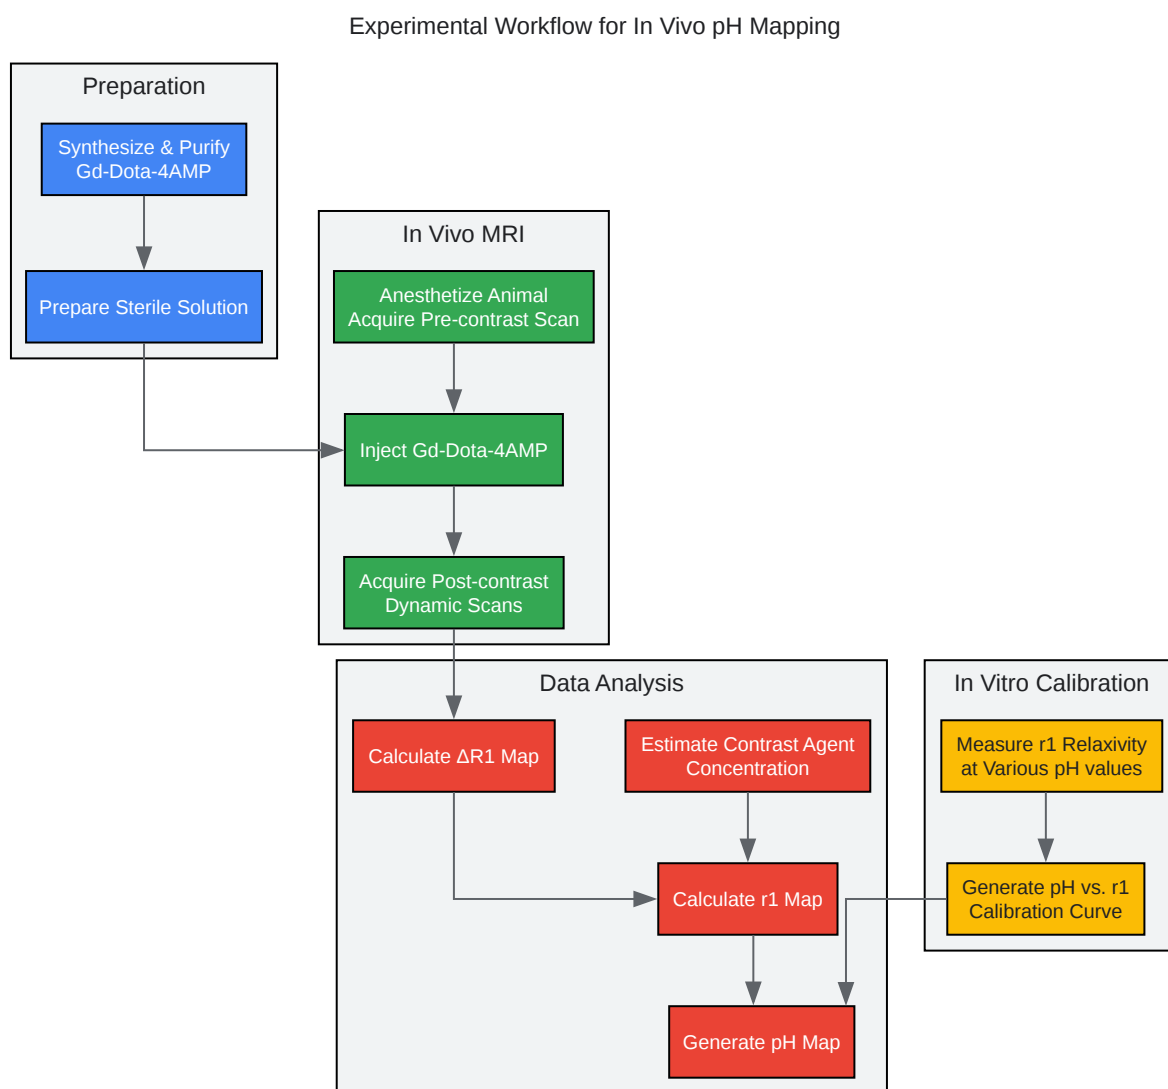 Experimental Workflow for In Vivo pH Mapping
Preparation
Synthesize & Purify
Gd-Dota-4AMP
Prepare Sterile Solution
In Vivo MRI
Anesthetize Animal
Acquire Pre-contrast Scan
Inject Gd-Dota-4AMP
Acquire Post-contrast
Dynamic Scans
Data Analysis
Calculate ΔR1 Map
Estimate Contrast Agent
Concentration
Calculate r1 Map
Generate pH Map
In Vitro Calibration
Measure r1 Relaxivity
at Various pH values
Generate pH vs. r1
Calibration Curve